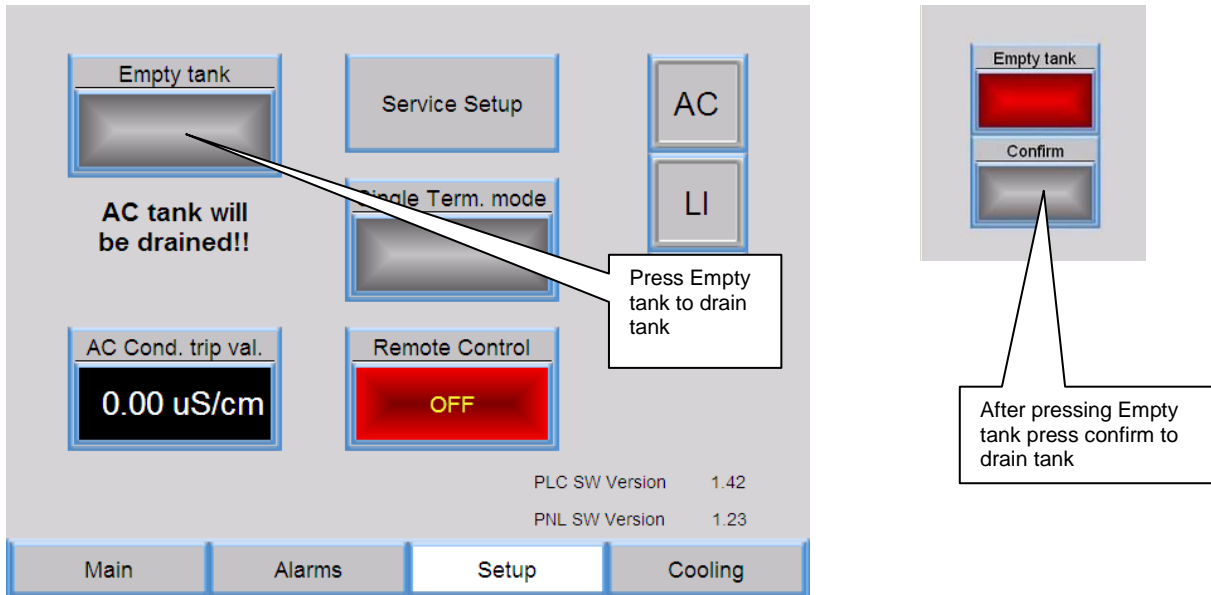 Empty tank
Service Setup
AC
AC tank will
be drained!!
Single Term. mode
LI
Press Empty
tank to drain
tank
AC Cond. trip val.
0.00 uS/cm
Remote Control
OFF
PLC SW Version 1.42
PNL SW Version 1.23
Main Alarms Setup Cooling
Empty tank
Confirm
After pressing Empty
tank press confirm to
drain tank